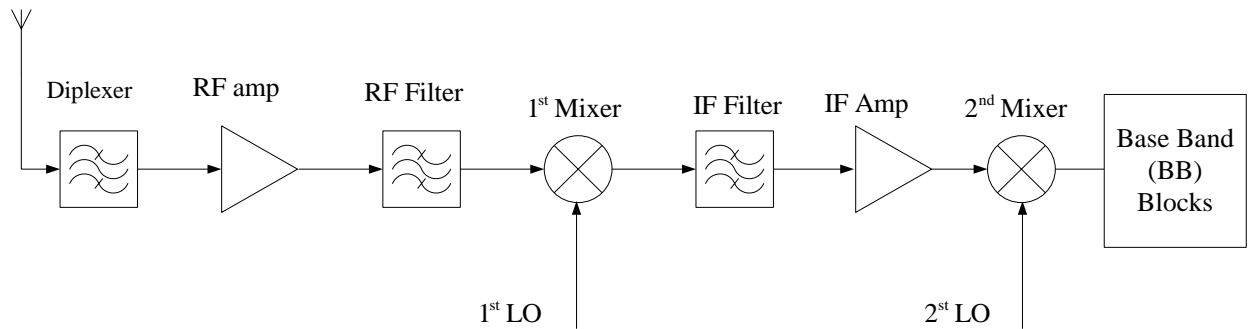 Diplexer
RF amp
RF Filter
1st Mixer
IF Filter
IF Amp
2nd Mixer
Base Band
(BB)
Blocks
1st LO
2st LO